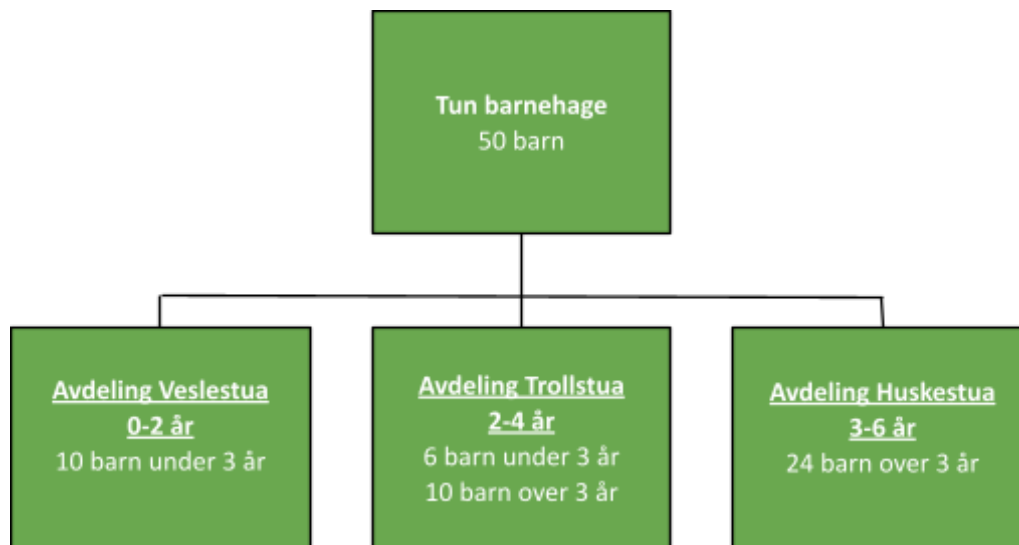 Tun barnehage
50 barn
Avdeling Veslestua
0-2 år
10 barn under 3 år
Avdeling Trollstua
2-4 år
6 barn under 3 år
10 barn over 3 år
Avdeling Huskestua
3-6 år
24 barn over 3 år